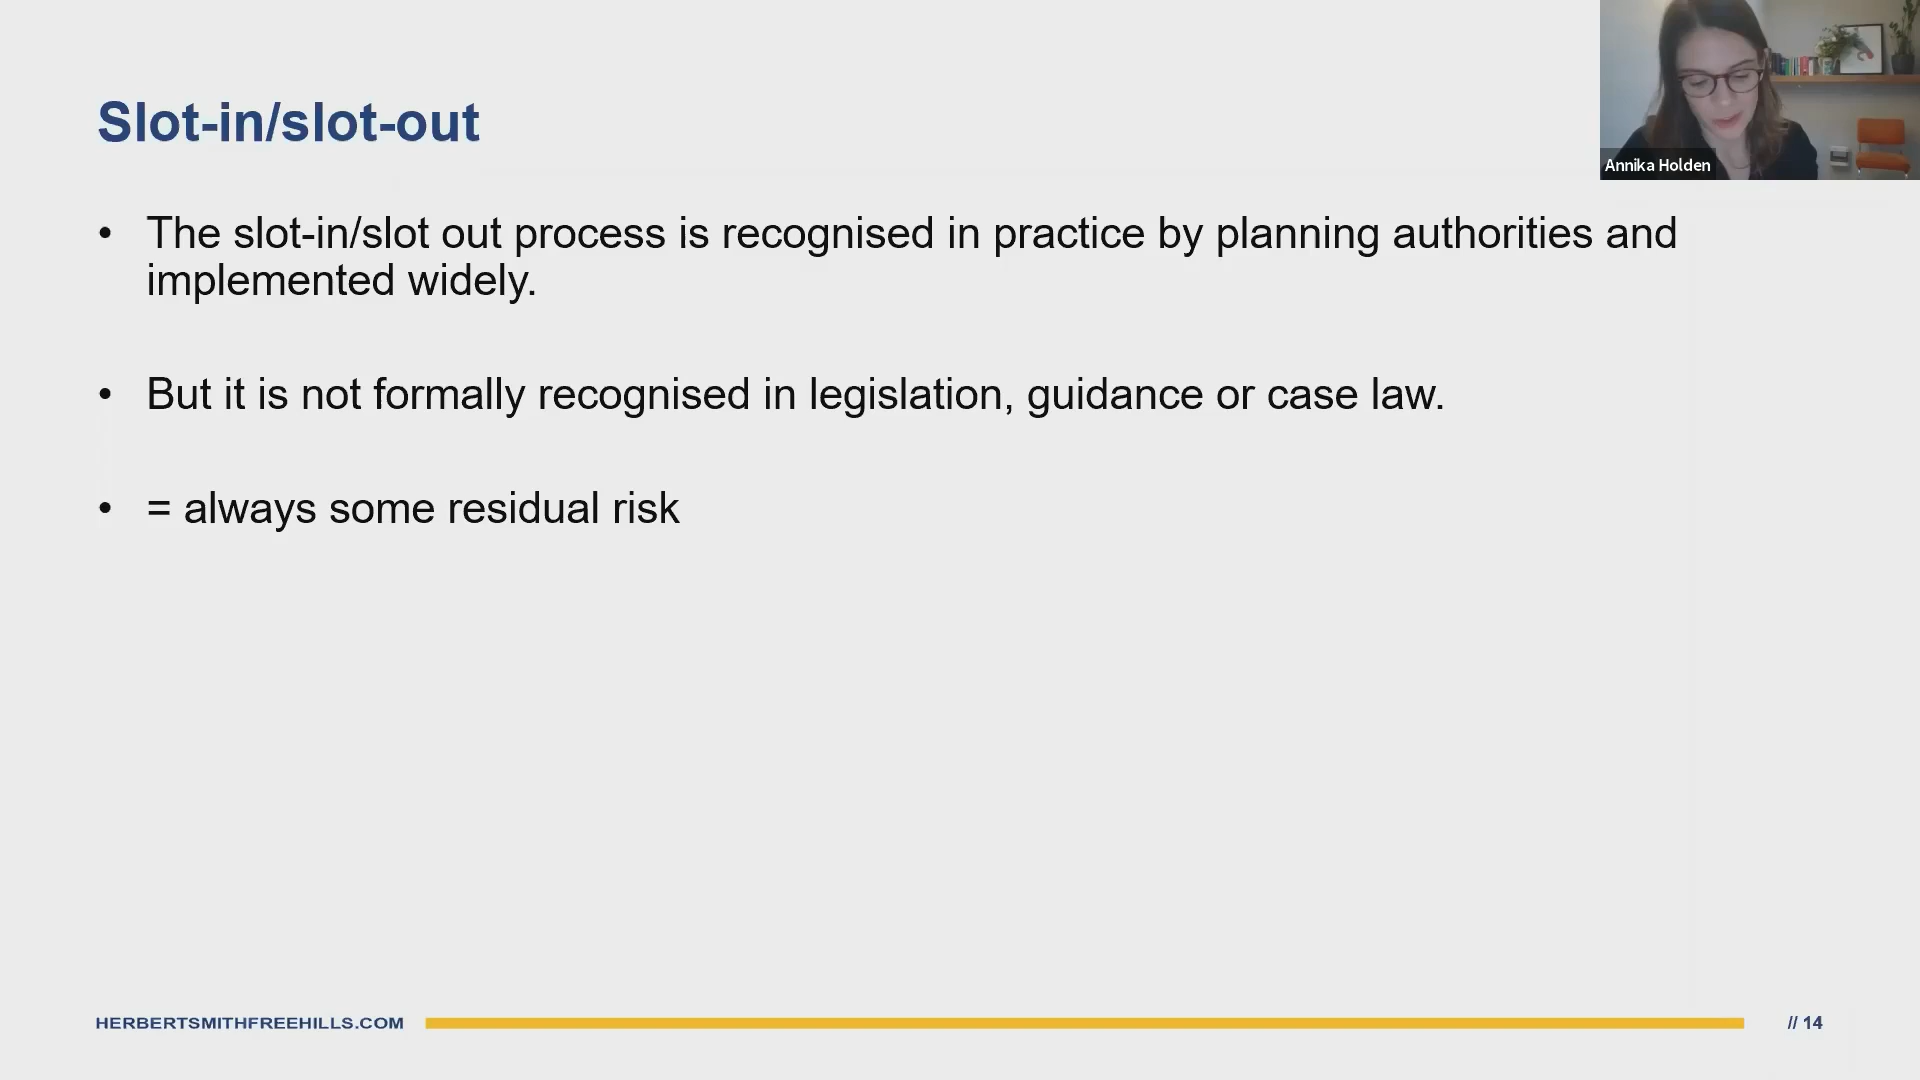 Slot-in/slot-out
Annika Holden
• The slot-in/slot out process is recognised in practice by planning authorities and
implemented widely.
• But it is not formally recognised in legislation, guidance or case law.
• = always some residual risk
HERBERTSMITHFREEHILLS.COM
// 14